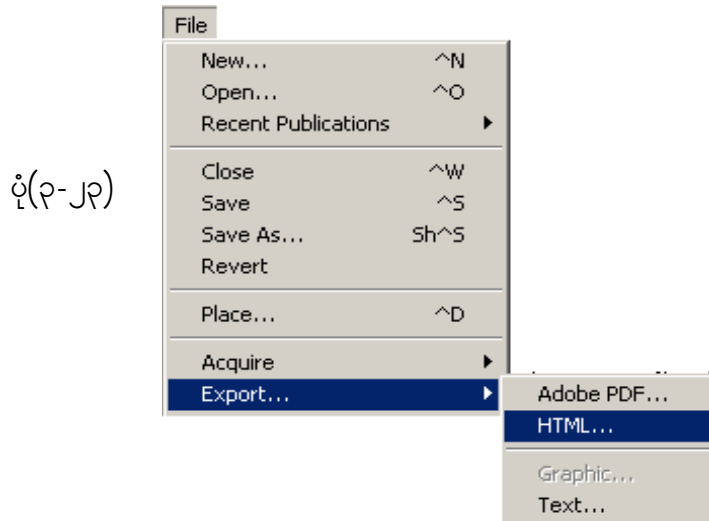 File
New... ^N
Open... ^O
Recent Publications
Close ^W
ပုံ(၃-၂၃)
Save ^S
Save As... Sh^S
Revert
Place... ^D
Acquire
Export...
Adobe PDF...
HTML...
Graphic...
Text...